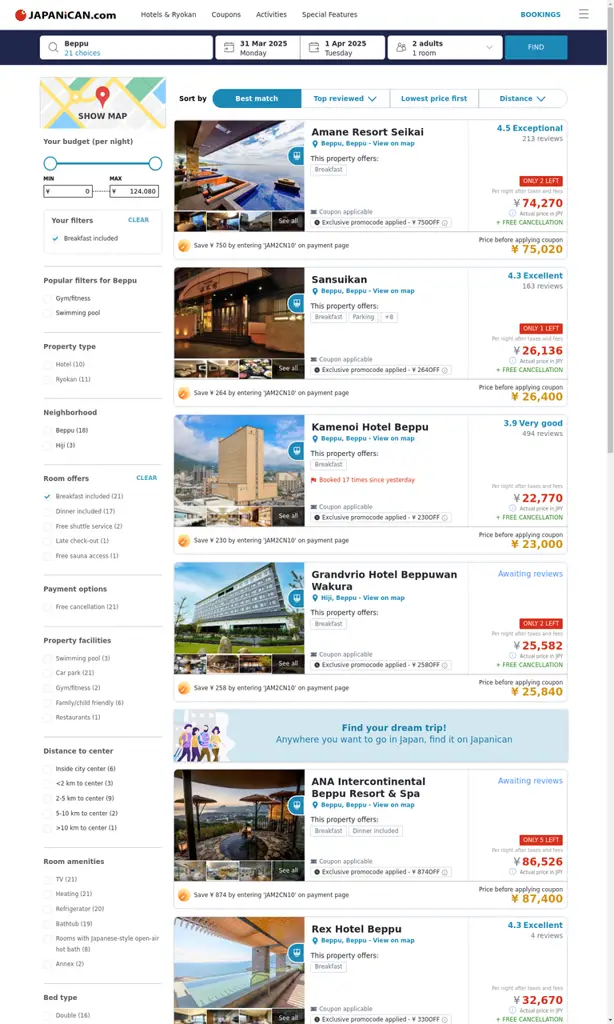 JAPANiCAN.com
Hotels & Ryokan
Coupons
Activities
Special Features
BOOKINGS
Beppu
21 choices
31 Mar 2025
Monday
1 Apr 2025
Tuesday
2 adults
1 room
FIND
SHOW MAP
Your budget (per night)
MIN
MAX
¥ 0
¥ 124,080
Your filters
CLEAR
Breakfast included
Popular filters for Beppu
Gym/fitness
Swimming pool
Property type
Hotel (10)
Ryokan (11)
Neighborhood
Beppu (18)
Hiji (3)
Room offers
CLEAR
Breakfast included (21)
Dinner included (17)
Free shuttle service (2)
Late check-out (1)
Free sauna access (1)
Payment options
Free cancellation (21)
Property facilities
Swimming pool (3)
Car park (21)
Gym/fitness (2)
Family/child friendly (6)
Restaurants (1)
Distance to center
Inside city center (6)
<2 km to center (3)
2-5 km to center (9)
5-10 km to center (2)
>10 km to center (1)
Room amenities
TV (21)
Heating (21)
Refrigerator (20)
Bathtub (19)
Rooms with Japanese-style open-air
hot (8)
Annex (2)
Bed type
Double (16)
Sort by
Best match
Top reviewed
Lowest price first
Distance
Amane Resort Seikai
Beppu, Beppu - View on map
This property offers:
Breakfast
4.5 Exceptional
213 reviews
ONLY 2 LEFT
Per night after taxes and fees
¥ 74,270
Actual price in JPY
+ FREE CANCELLATION
See all
Coupon applicable
Exclusive promocode applied - ¥ 750OFF
Save ¥ 750 by entering 'JAM2CN10' on payment page
Price before applying coupon
¥ 75,020
Sansuikan
Beppu, Beppu - View on map
This property offers:
Breakfast
Parking
+8
4.3 Excellent
163 reviews
ONLY 1 LEFT
Per night after taxes and fees
¥ 26,136
Actual price in JPY
+ FREE CANCELLATION
See all
Coupon applicable
Exclusive promocode applied - ¥ 264OFF
Save ¥ 264 by entering 'JAM2CN10' on payment page
Price before applying coupon
¥ 26,400
Kamenoi Hotel Beppu
Beppu, Beppu - View on map
This property offers:
Breakfast
Booked 17 times since yesterday
3.9 Very good
494 reviews
Per night after taxes and fees
¥ 22,770
Actual price in JPY
+ FREE CANCELLATION
See all
Coupon applicable
Exclusive promocode applied - ¥ 230OFF
Save ¥ 230 by entering 'JAM2CN10' on payment page
Price before applying coupon
¥ 23,000
Grandvrio Hotel Beppuwan
Wakura
Hiji, Beppu - View on map
This property offers:
Breakfast
Awaiting reviews
ONLY 2 LEFT
Per night after taxes and fees
¥ 25,582
Actual price in JPY
+ FREE CANCELLATION
See all
Coupon applicable
Exclusive promocode applied - ¥ 258OFF
Save ¥ 258 by entering 'JAM2CN10' on payment page
Price before applying coupon
¥ 25,840
Find your dream trip!
Anywhere you want to go in Japan, find it on Japanican
ANA Intercontinental
Beppu Resort & Spa
Beppu, Beppu - View on map
This property offers:
Breakfast
Dinner included
Awaiting reviews
ONLY 5 LEFT
Per night after taxes and fees
¥ 86,526
Actual price in JPY
See all
Coupon applicable
Exclusive promocode applied - ¥ 874OFF
Save ¥ 874 by entering 'JAM2CN10' on payment page
Price before applying coupon
¥ 87,400
Rex Hotel Beppu
Beppu, Beppu - View on map
This property offers:
Breakfast
4.3 Excellent
4 reviews
Per night after taxes and fees
¥ 32,670
Actual price in JPY
+ FREE CANCELLATION
See all
Coupon applicable
Exclusive promocode applied - ¥ 330OFF